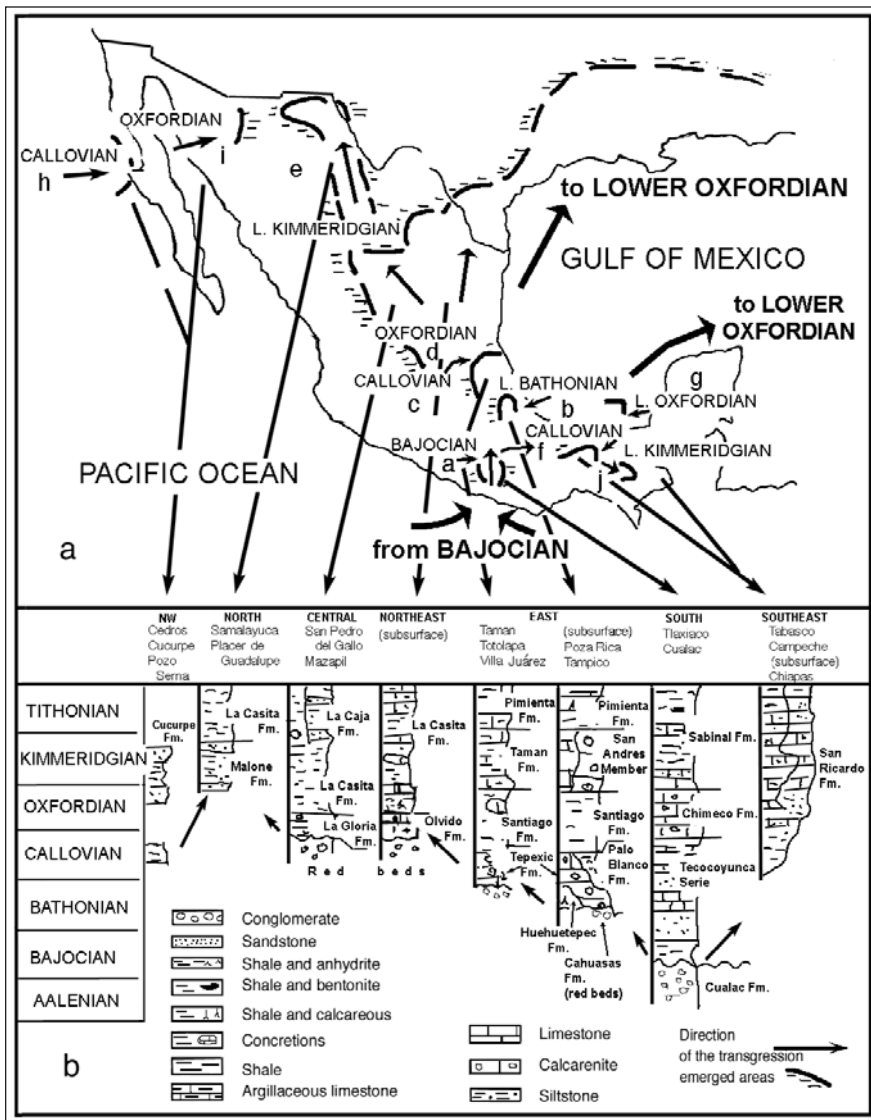 OXFORDIAN
CALLOVIAN
h
i
e
to LOWER OXFORDIAN
L. KIMMERIDGIAN
GULF OF MEXICO
to LOWER
OXFORDIAN
OXFORDIAN
d
CALLOVIAN
c
L. BATHONIAN
b
g
L. OXFORDIAN
BAJOCIAN
a
CALLOVIAN
f
L. KIMMERIDGIAN
j
PACIFIC OCEAN
from BAJOCIAN
a
NW
Cedros
Cucurpe
Pozo
Serna
NORTH
Samalayuca
Placer de
Guadalupe
CENTRAL
San Pedro
del Gallo
Mazapil
NORTHEAST
(subsurface)
EAST
Taman
Totolapa
Villa Juárez
(subsurface)
Poza Rica
Tampico
SOUTH
Tlaxiaco
Cualac
SOUTHEAST
Tabasco
Campeche
(subsurface)
Chiapas
TITHONIAN
KIMMERIDGIAN
OXFORDIAN
CALLOVIAN
BATHONIAN
BAJOCIAN
AALENIAN
Cucurpe
Fm.
La Casita
Fm.
Malone
Fm.
La Caja
Fm.
La Casita
Fm.
La Gloria
Fm.
Red beds
La Casita
Fm.
Olvido
Fm.
Pimienta
Fm.
Taman
Fm.
Santiago
Fm.
Tepexic
Fm.
Pimienta
Fm.
San
Andres
Member
Santiago
Fm.
Palo
Blanco
Fm.
Huehuetepec
Fm.
Cahuasas
Fm.
(red beds)
Sabinal Fm.
Chimeco Fm.
Tecocoyunca
Serie
Cualac Fm.
San
Ricardo
Fm.
Conglomerate
Sandstone
Shale and anhydrite
Shale and bentonite
Shale and calcareous
Concretions
Shale
Argillaceous limestone
Limestone
Calcarenite
Siltstone
Direction
of the transgression
emerged areas
b